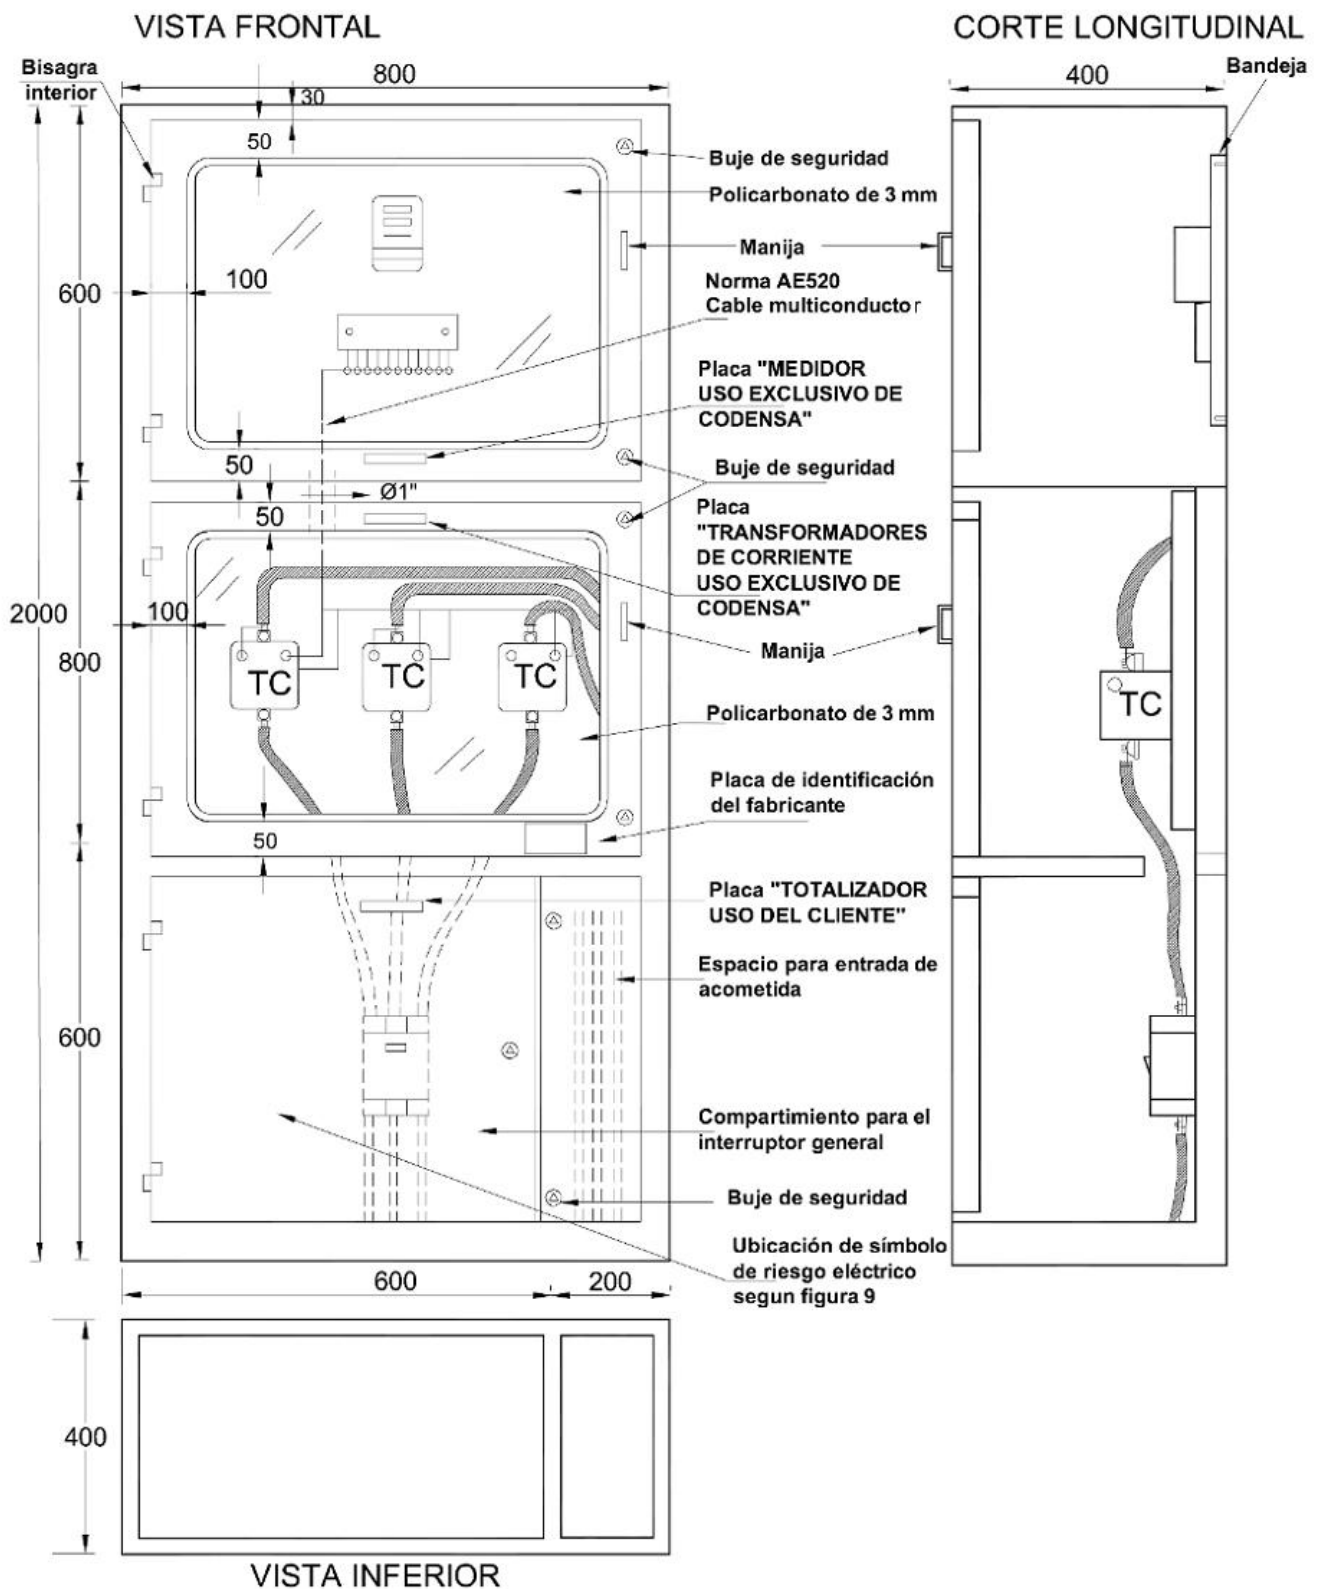 VISTA FRONTAL
CORTE LONGITUDINAL
Bisagra
interior
800
400
Bandeja
30
50
Buje de seguridad
Policarbonato de 3 mm
Manija
600
100
Norma AE520
Cable multiconductor
Placa "MEDIDOR
USO EXCLUSIVO DE
CODENSA"
50
Buje de seguridad
Ø1"
50
Placa
"TRANSFORMADORES
DE CORRIENTE
USO EXCLUSIVO DE
CODENSA"
2000
100
800
Manija
TC
TC
TC
TC
Policarbonato de 3 mm
Placa de identificación
del fabricante
50
Placa "TOTALIZADOR
USO DEL CLIENTE"
Espacio para entrada de
acometida
600
Compartimiento para el
interruptor general
Buje de seguridad
Ubicación de símbolo
de riesgo eléctrico
segun figura 9
600
200
400
VISTA INFERIOR